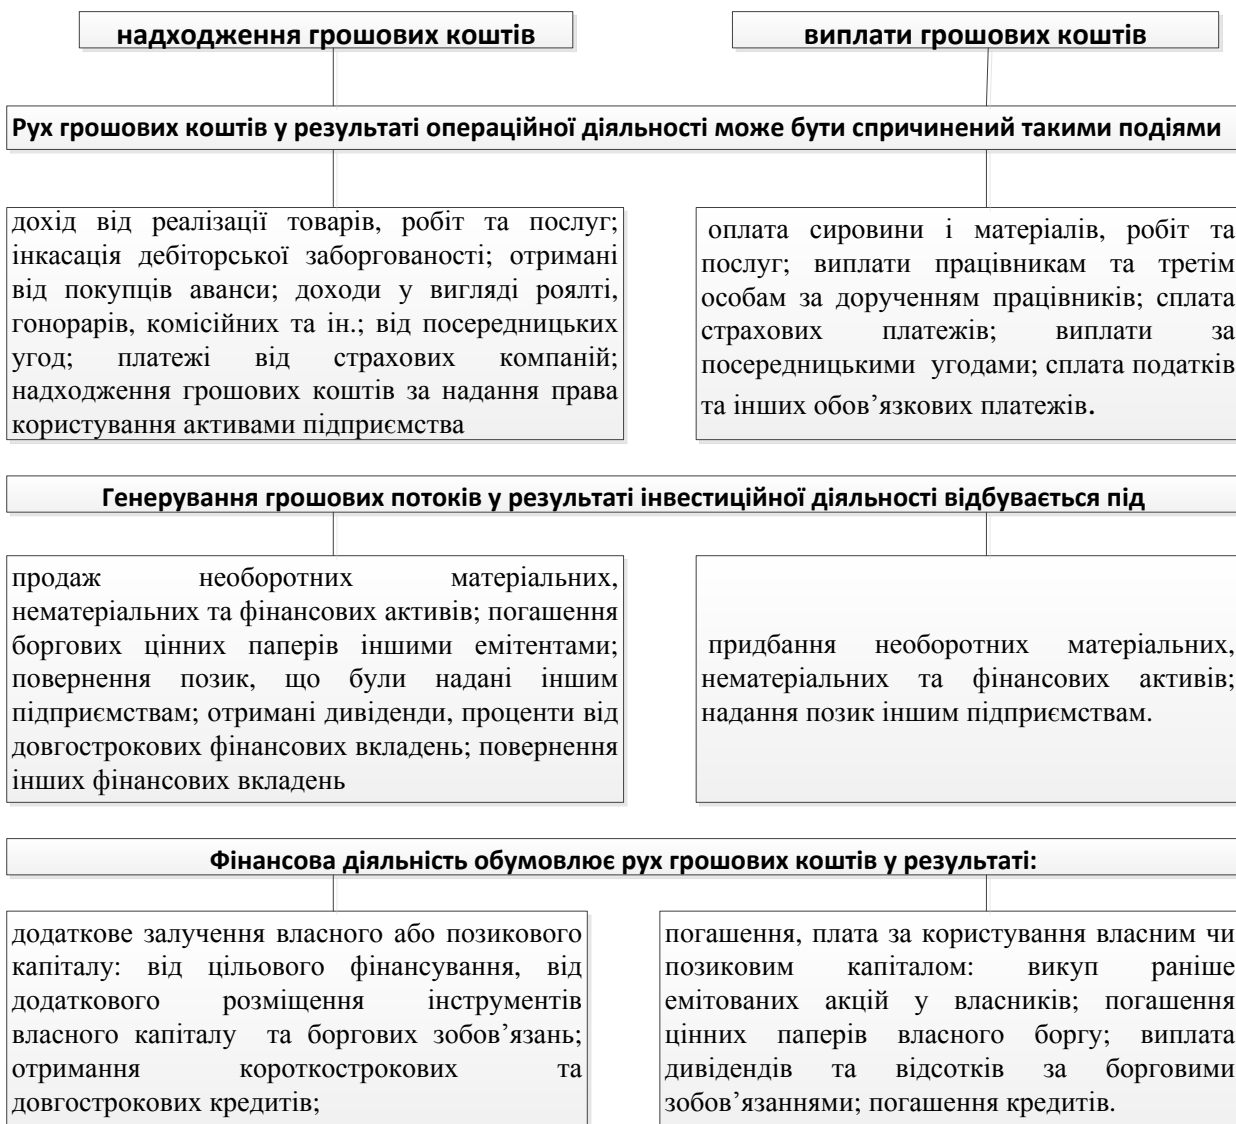 надходження грошових коштів
виплати грошових коштів
Рух грошових коштів у результаті операційної діяльності може бути спричинений такими подіями
дохід від реалізації товарів, робіт та послуг;
інкасація дебіторської заборгованості; отримані
від покупців аванси; доходи у вигляді роялті,
гонорарів, комісійних та ін.; від посередницьких
угод; платежі від страхових компаній;
надходження грошових коштів за надання права
користування активами підприємства
оплата сировини і матеріалів, робіт та
послуг; виплати працівникам та третім
особам за дорученням працівників; сплата
страхових платежів; виплати за
посередницькими угодами; сплата податків
та інших обов’язкових платежів.
Генерування грошових потоків у результаті інвестиційної діяльності відбувається під
продаж необоротних матеріальних,
нематеріальних та фінансових активів; погашення
боргових цінних паперів іншими емітентами;
повернення позик, що були надані іншим
підприємствам; отримані дивіденди, проценти від
довгострокових фінансових вкладень; повернення
інших фінансових вкладень
придбання необоротних матеріальних,
нематеріальних та фінансових активів;
надання позик іншим підприємствам.
Фінансова діяльність обумовлює рух грошових коштів у результаті:
додаткове залучення власного або позикового
капіталу: від цільового фінансування, від
додаткового розміщення інструментів
власного капіталу та боргових зобов’язань;
отримання короткострокових та
довгострокових кредитів;
погашення, плата за користування власним чи
позиковим капіталом: викуп раніше
емітованих акцій у власників; погашення
цінних паперів власного боргу; виплата
дивідендів та відсотків за борговими
зобов’язаннями; погашення кредитів.